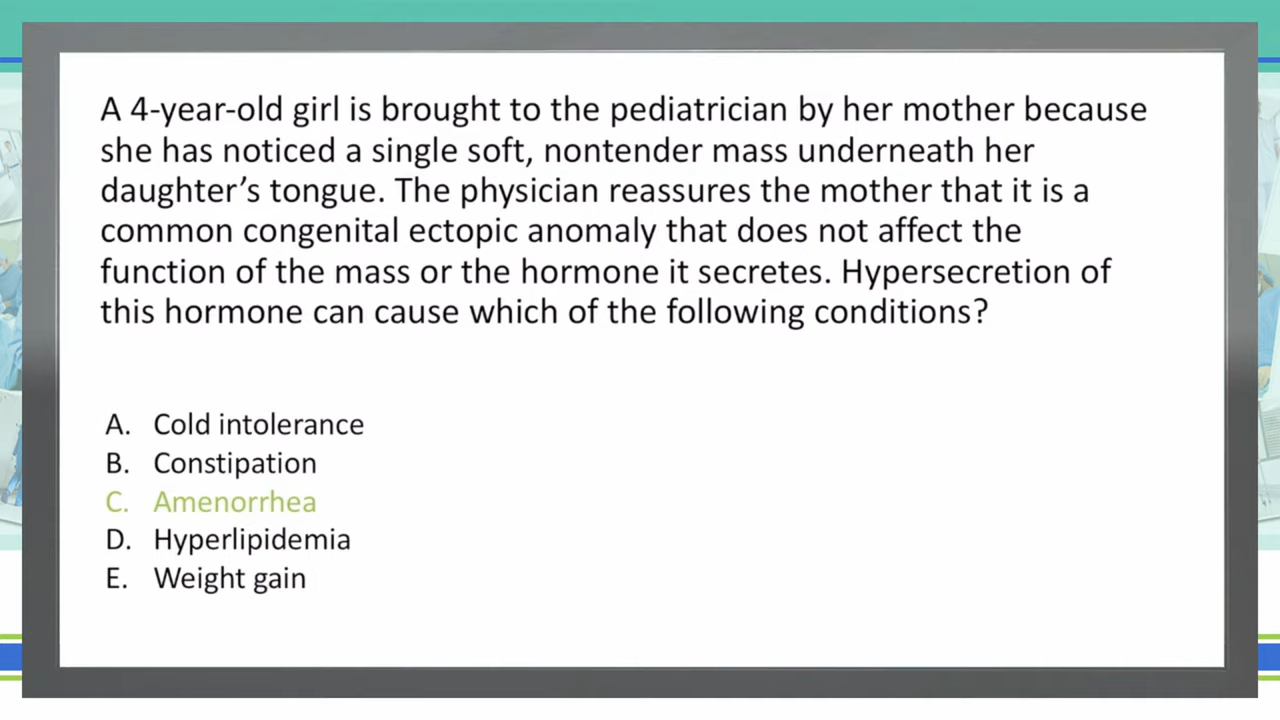 A 4-year-old girl is brought to the pediatrician by her mother because
she has noticed a single soft, nontender mass underneath her
daughter’s tongue. The physician reassures the mother that it is a
common congenital ectopic anomaly that does not affect the
function of the mass or the hormone it secretes. Hypersecretion of
this hormone can cause which of the following conditions?
A. Cold intolerance
B. Constipation
C. Amenorrhea
D. Hyperlipidemia
E. Weight gain